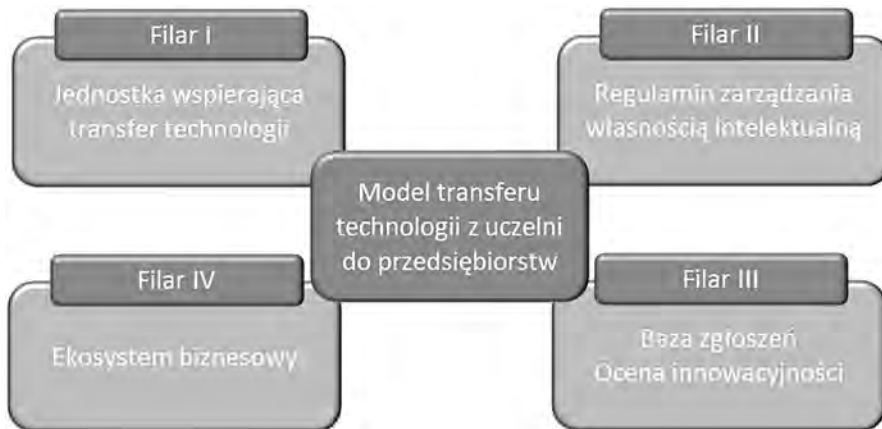 Filar I
Jednostka wspierająca
transfer technologii
Filar II
Regulamin zarządzania
własnością intelektualną
Model transferu
technologii z uczelni
do przedsiębiorstw
Filar IV
Ekosystem biznesowy
Filar III
Baza zgłoszeń
Ocena innowacyjności